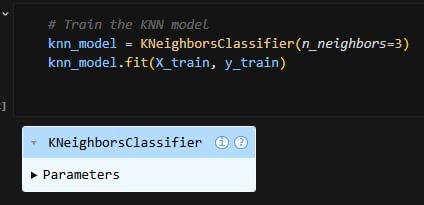 # Train the KNN model
knn_model = KNeighborsClassifier(n_neighbors=3)
knn_model.fit(X_train, y_train)
]
▾ KNeighborsClassifier i ?
▶ Parameters